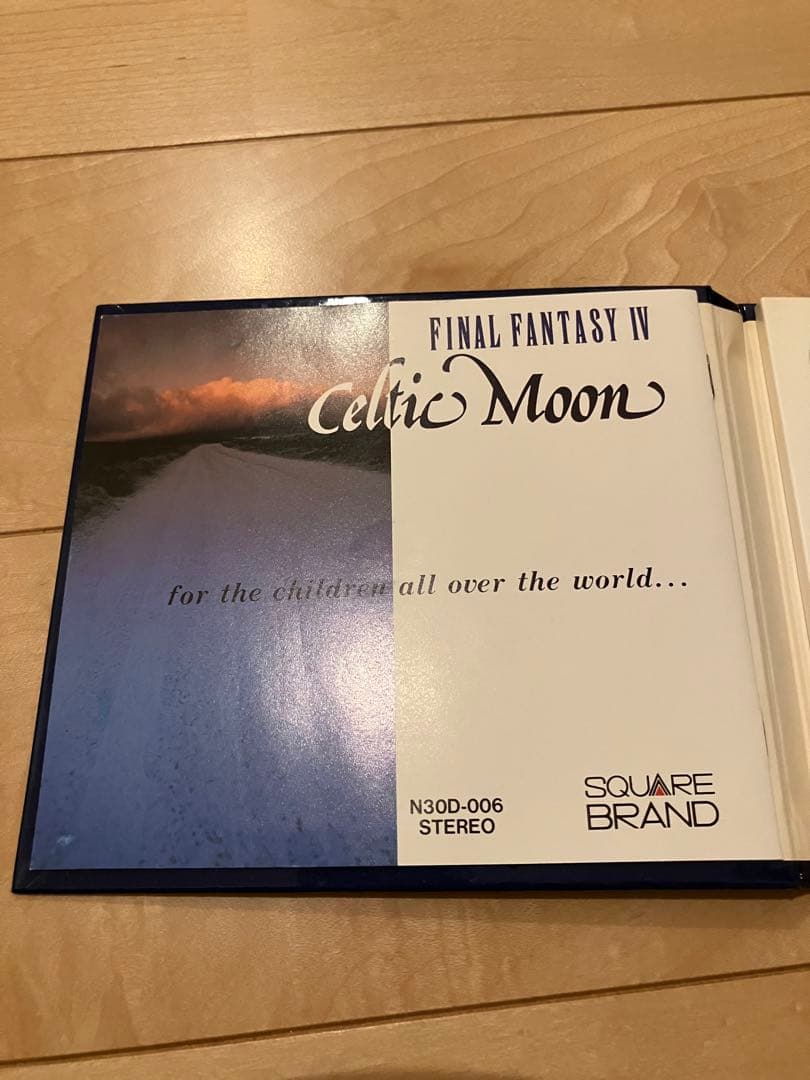 FINAL FANTASY IV
Celtic Moon
for the children all over the world...
N30D-006
STEREO
SQUARE
BRAND